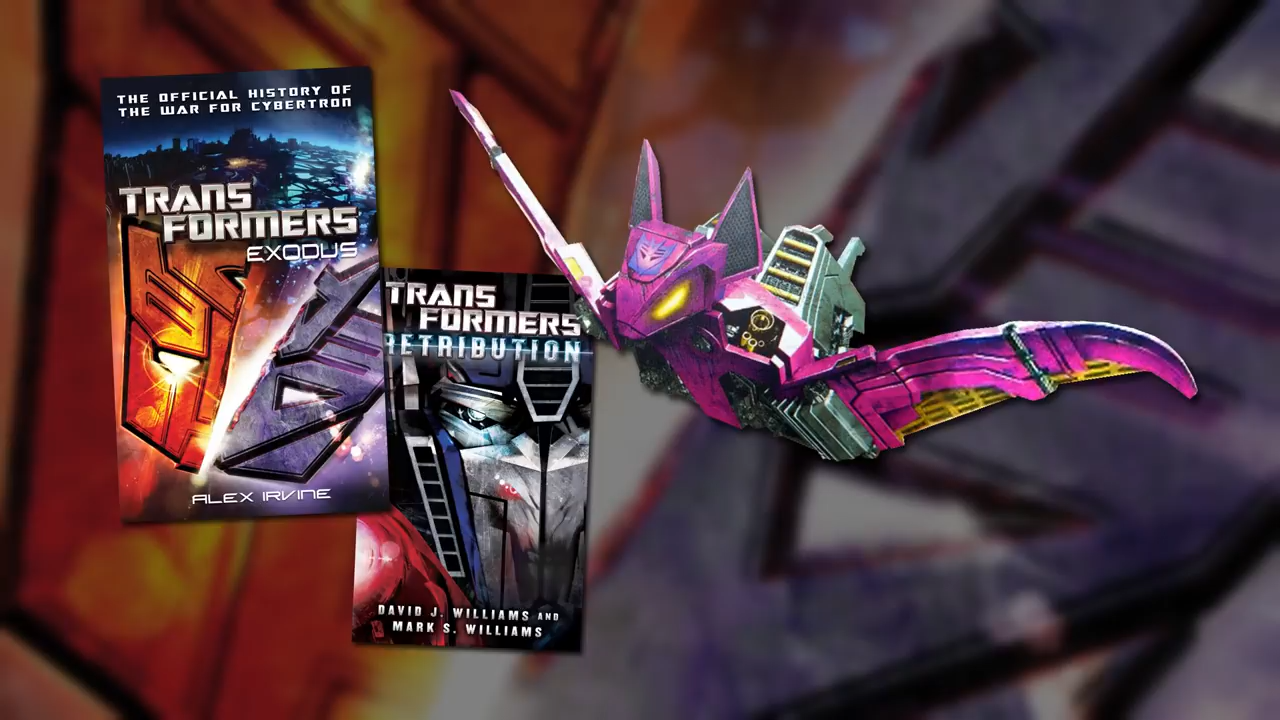 THE OFFICIAL HISTORY OF
THE WAR FOR CYBERTRON
TRANS
FORMERS
EXODUS
ALEX IRVINE
TRANS
FORMERS
RETRIBUTION
DAVID J. WILLIAMS AND
MARK S. WILLIAMS